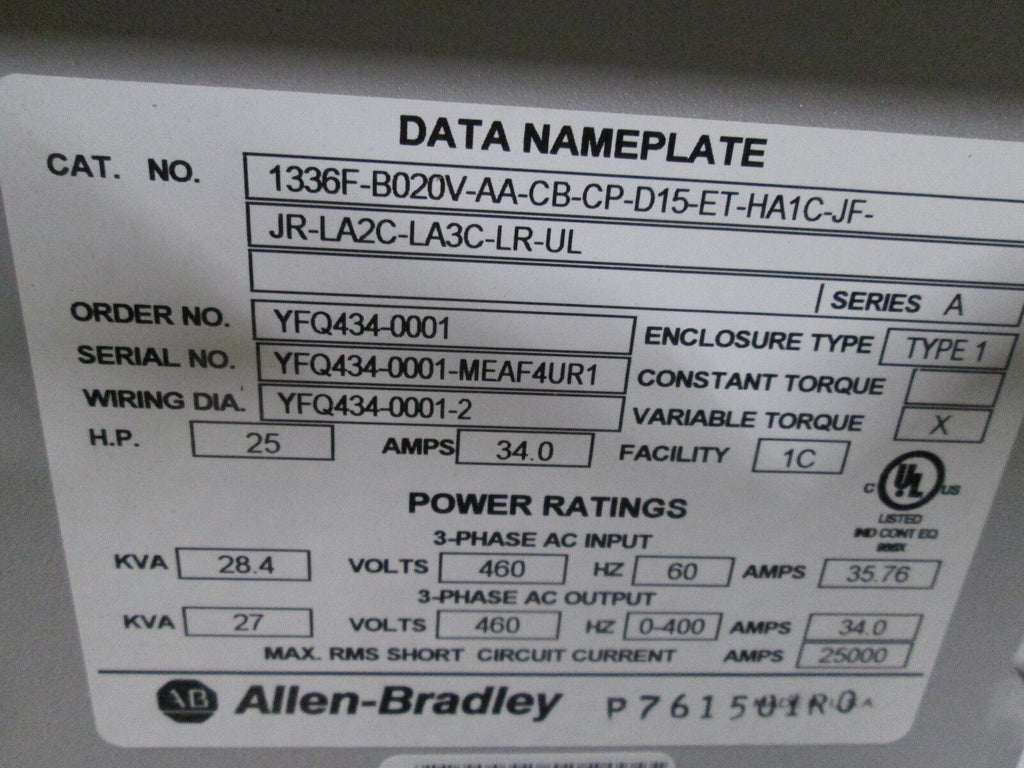 DATA NAMEPLATE
CAT. NO. 1336F-B020V-AA-CB-CP-D15-ET-HA1C-JF-
JR-LA2C-LA3C-LR-UL
SERIES A
ORDER NO. YFQ434-0001 ENCLOSURE TYPE TYPE 1
SERIAL NO. YFQ434-0001-MEAF4UR1 CONSTANT TORQUE
WIRING DIA. YFQ434-0001-2 VARIABLE TORQUE X
H.P. 25 AMPS 34.0 FACILITY 1C
C UL US
LISTED
IND CONT EQ
966X
POWER RATINGS
3-PHASE AC INPUT
KVA 28.4 VOLTS 460 HZ 60 AMPS 35.76
3-PHASE AC OUTPUT
KVA 27 VOLTS 460 HZ 0-400 AMPS 34.0
MAX. RMS SHORT CIRCUIT CURRENT AMPS 25000
AB Allen-Bradley P761501R0